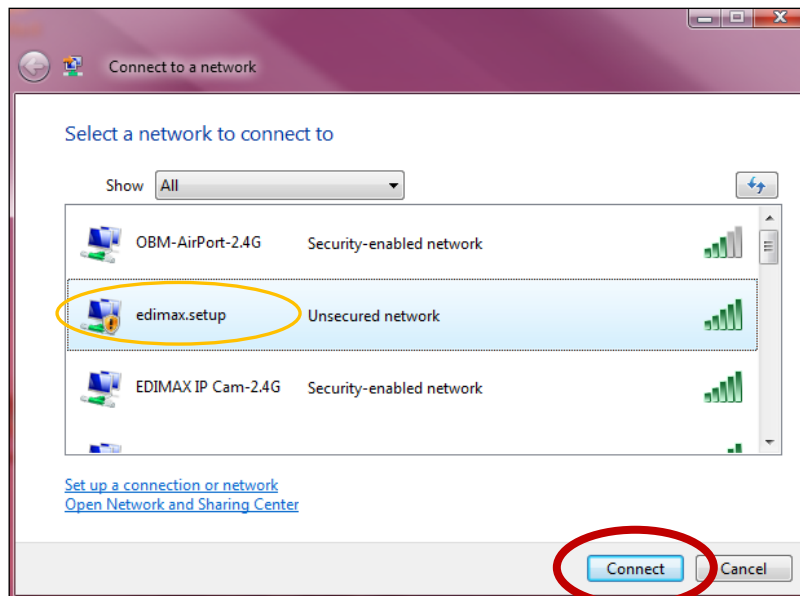 Connect to a network
Select a network to connect to
Show All
OBM-AirPort-2.4G Security-enabled network
edimax.setup Unsecured network
EDIMAX IP Cam-2.4G Security-enabled network
Set up a connection or network
Open Network and Sharing Center
Connect Cancel